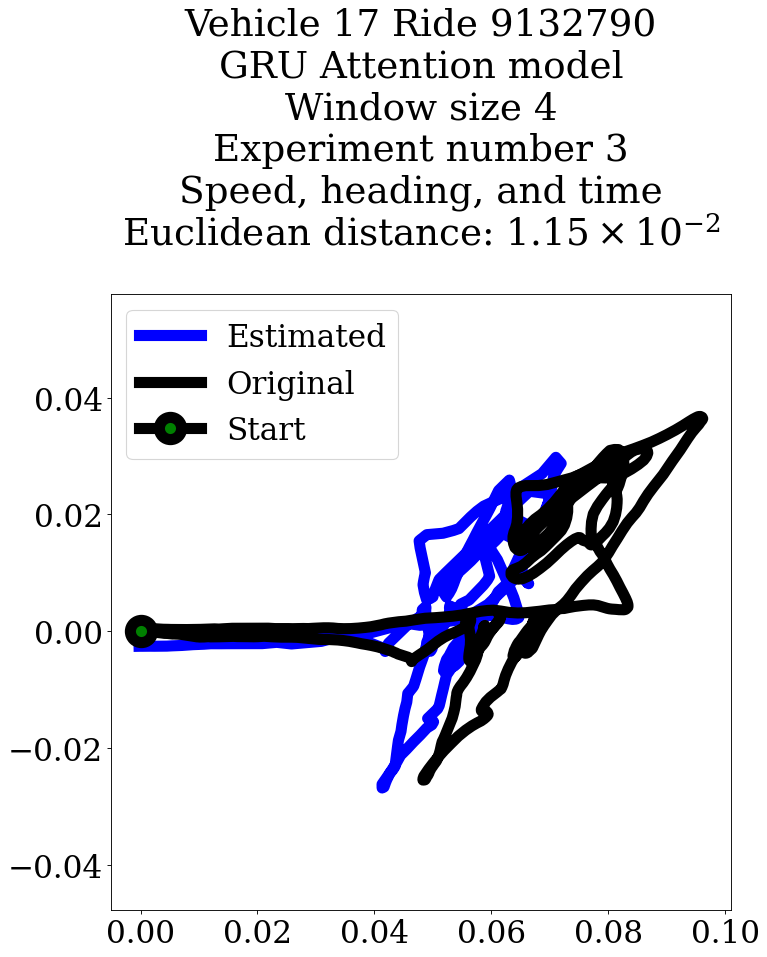 Vehicle 17 Ride 9132790
GRU Attention model
Window size 4
Experiment number 3
Speed, heading, and time
Euclidean distance: 1.15 × 10⁻²
Estimated
Original
Start
0.04
0.02
0.00
−0.02
−0.04
0.00 0.02 0.04 0.06 0.08 0.10